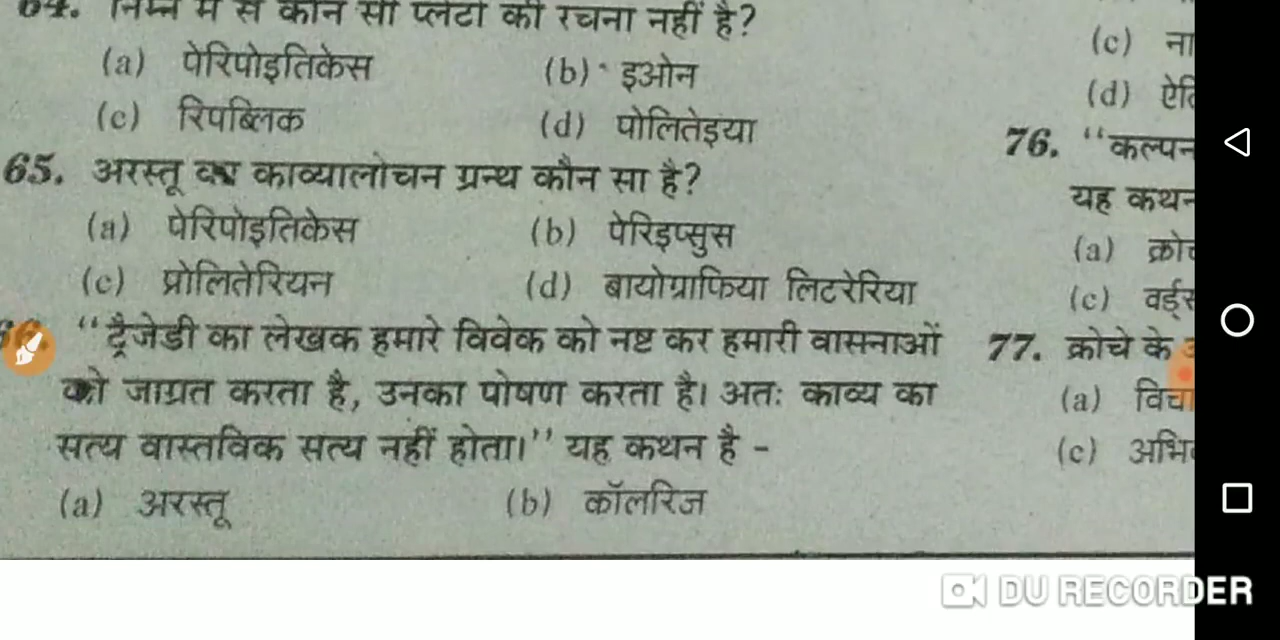 64. निम्न में से कौन सी प्लेटो की रचना नहीं है?
(a) पेरिपोइतिकेस (b) इओन
(c) रिपब्लिक (d) पोलितेइया
65. अरस्तू का काव्यालोचन ग्रन्थ कौन सा है?
(a) पेरिपोइतिकेस (b) पेरिइप्सुस
(c) प्रोलितेरियन (d) बायोग्राफिया लिटरेरिया
"ट्रैजेडी का लेखक हमारे विवेक को नष्ट कर हमारी वासनाओं
को जाग्रत करता है, उनका पोषण करता है। अतः काव्य का
सत्य वास्तविक सत्य नहीं होता।" यह कथन है -
(a) अरस्तू (b) कॉलरिज
(c)
(d)
76.
यह
(a)
(c)
77. क्रोचे के
(a)
(c)
DU RECORDER